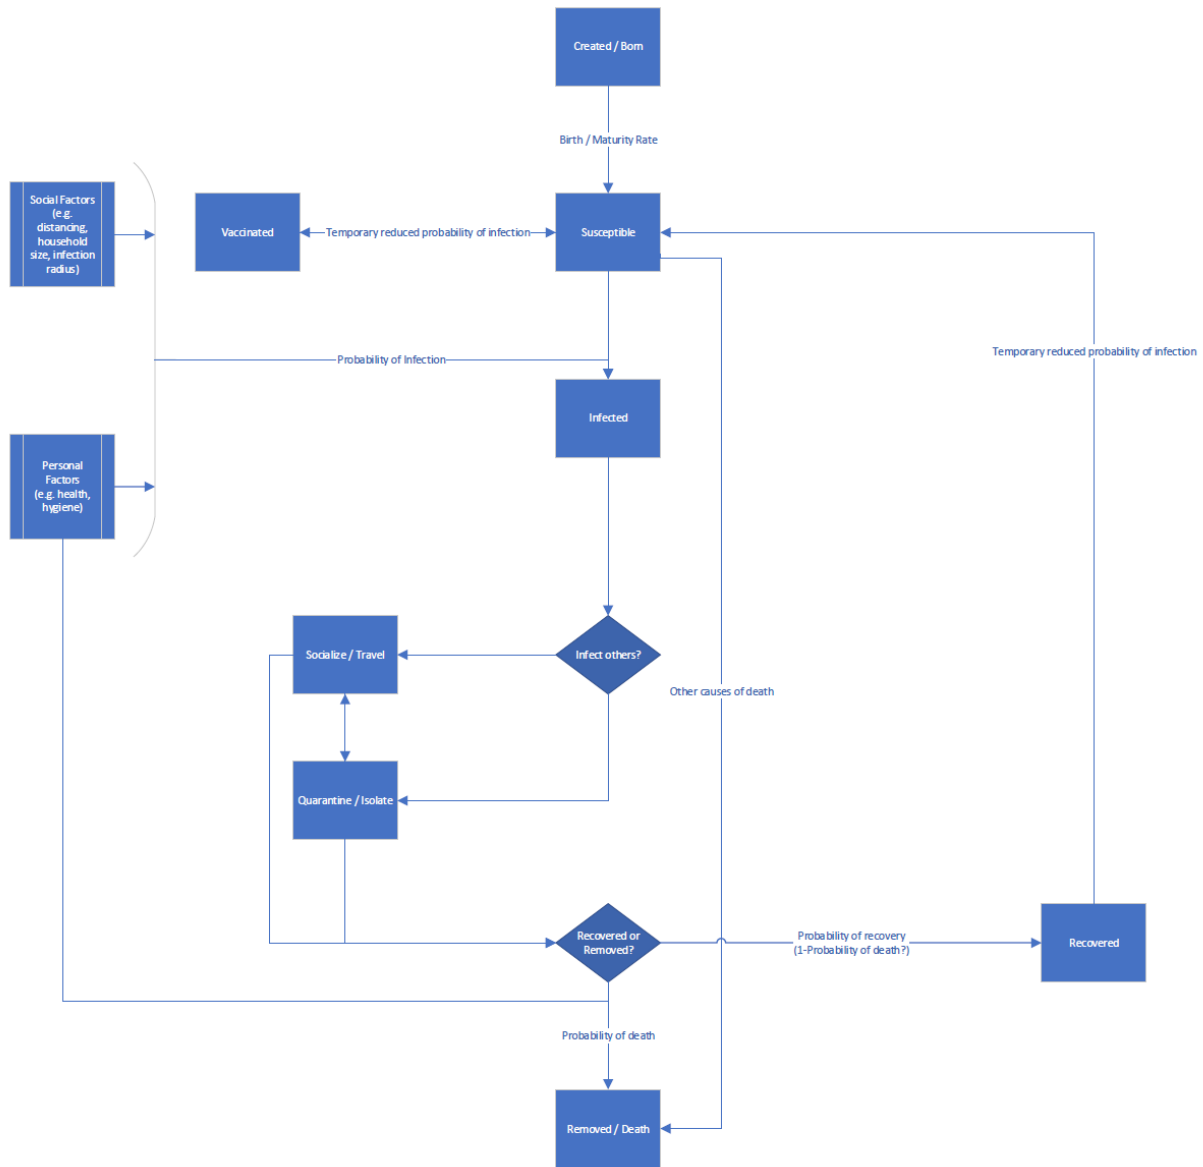 Created / Born
Birth / Maturity Rate
Social Factors
(e.g.
distancing,
household
size, infection
radius)
Vaccinated
Temporary reduced probability of infection
Susceptible
Probability of Infection
Temporary reduced probability of infection
Infected
Personal
Factors
(e.g. health,
hygiene)
Socialize / Travel
Infect others?
Other causes of death
Quarantine / Isolate
Recovered or
Removed?
Probability of recovery
(1-Probability of death?)
Recovered
Probability of death
Removed / Death